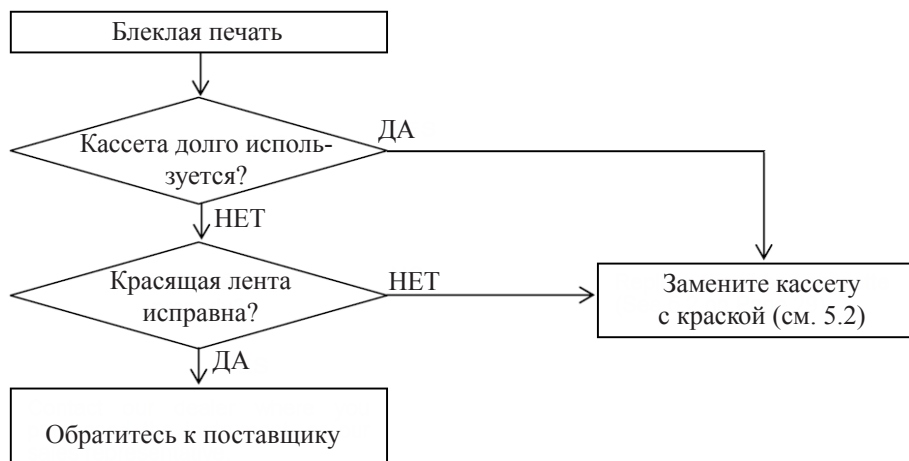 Блеклая печать
ДА
Кассета долго исполь-
зуется?
НЕТ
Красящая лента
исправна?
НЕТ
Замените кассету
с краской (см. 5.2)
ДА
Обратитесь к поставщику